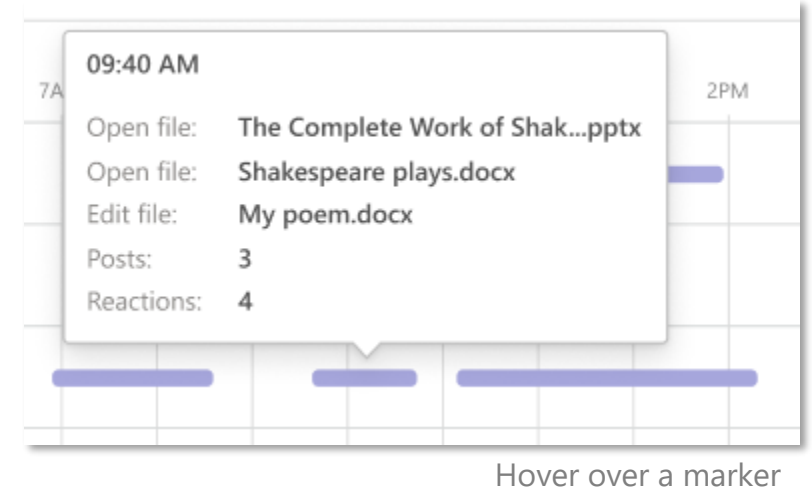 09:40 AM
7A
2PM
Open file: The Complete Work of Shak...pptx
Open file: Shakespeare plays.docx
Edit file: My poem.docx
Posts: 3
Reactions: 4
Hover over a marker